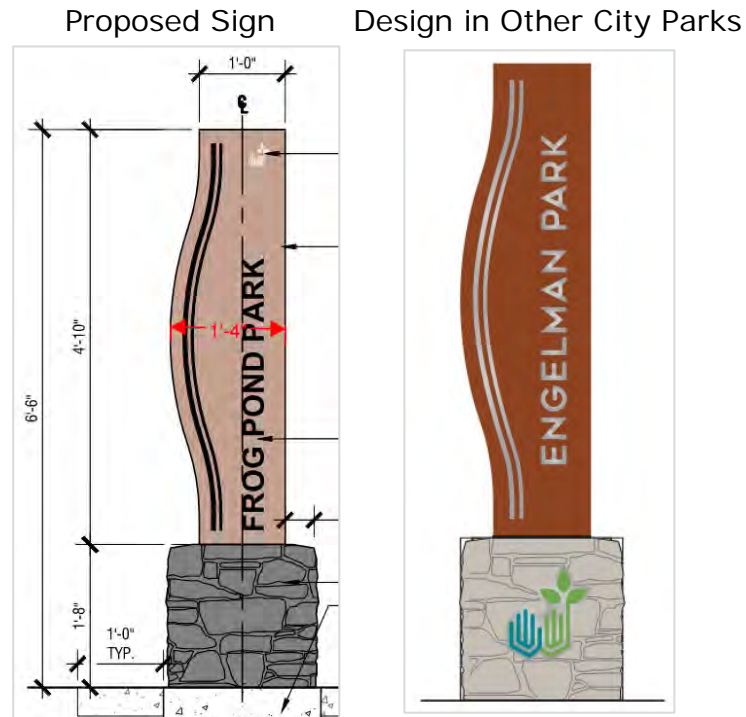 Proposed Sign
Design in Other City Parks
1'-0"
℄
6'-6"
4'-10"
1'-4"
FROG POND PARK
ENGELMAN PARK
1'-8"
1'-0"
TYP.